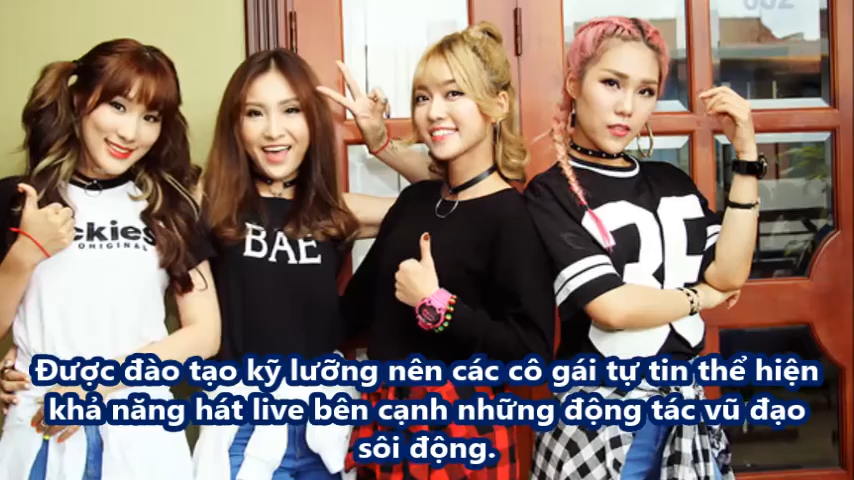 602
ckies
ORIGINAL
BAE
35
Được đào tạo kỹ lưỡng nên các cô gái tự tin thể hiện
khả năng hát live bên cạnh những động tác vũ đạo
sôi động.